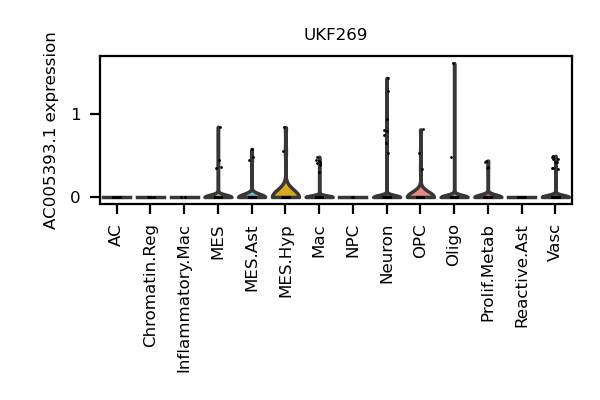 UKF269
AC005393.1 expression
1
0
AC
Chromatin.Reg
Inflammatory.Mac
MES
MES.Ast
MES.Hyp
Mac
NPC
Neuron
OPC
Oligo
Prolif.Metab
Reactive.Ast
Vasc